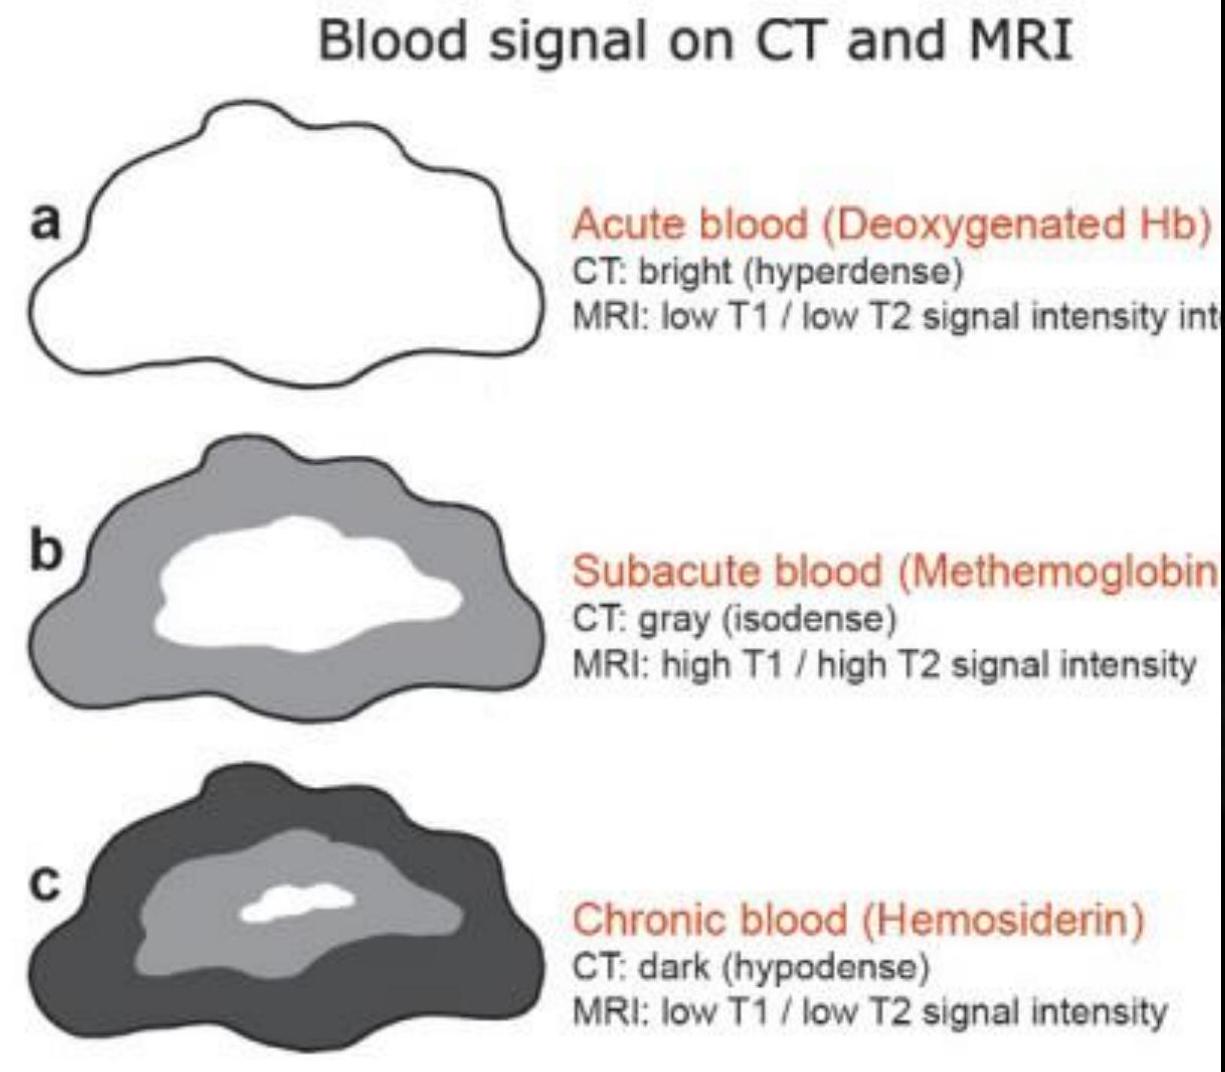 Blood signal on CT and MRI
a
Acute blood (Deoxygenated Hb)
CT: bright (hyperdense)
MRI: low T1 / low T2 signal intensity
b
Subacute blood (Methemoglobin
CT: gray (isodense)
MRI: high T1 / high T2 signal intensity
c
Chronic blood (Hemosiderin)
CT: dark (hypodense)
MRI: low T1 / low T2 signal intensity